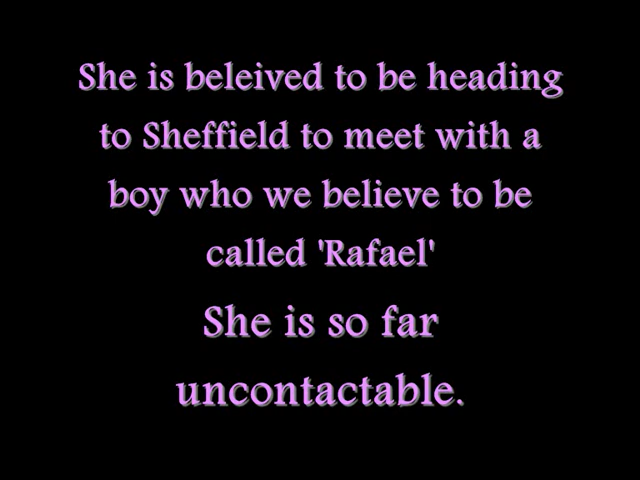 She is beleived to be heading
to Sheffield to meet with a
boy who we believe to be
called 'Rafael'
She is so far
uncontactable.